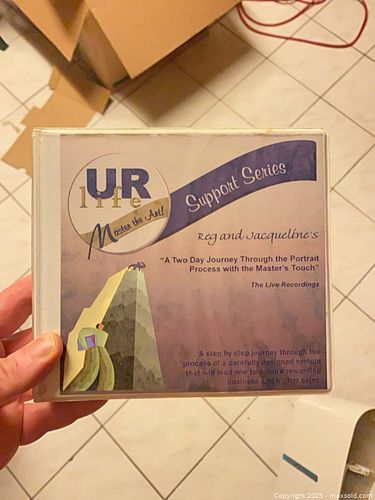 UR
life
Master the Art!
Support Series
Reg and Jacqueline's
"A Two Day Journey Through the Portrait
Process with the Master's Touch"
The Live Recordings
A step by step journey through the
process of a carefully designed system
that will lead one to a more rewarding
business and higher sales.
Copyright 2025 - maxsold.com